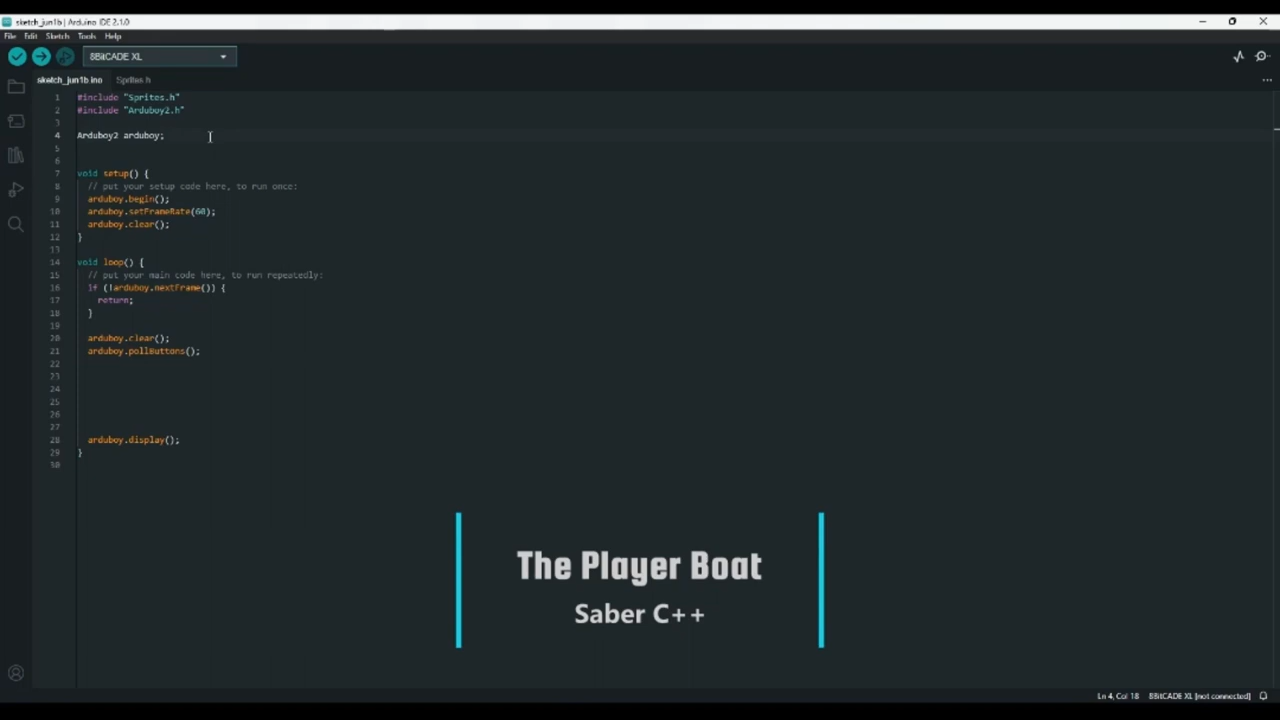 sketch_jun1b | Arduino IDE 2.1.0
File Edit Sketch Tools Help
8BitCADE XL
sketch_jun1b.ino Sprites.h
1 #include "Sprites.h"
2 #include "Arduboy2.h"
3
4 Arduboy2 arduboy;
5
6
7 void setup() {
8 // put your setup code here, to run once:
9 arduboy.begin();
10 arduboy.setFrameRate(60);
11 arduboy.clear();
12 }
13
14 void loop() {
15 // put your main code here, to run repeatedly:
16 if (!arduboy.nextFrame()) {
17 return;
18 }
19
20 arduboy.clear();
21 arduboy.pollButtons();
22
23
24
25
26
27
28 arduboy.display();
29 }
30
The Player Boat
Saber C++
Ln 4, Col 18 8BitCADE XL [not connected]